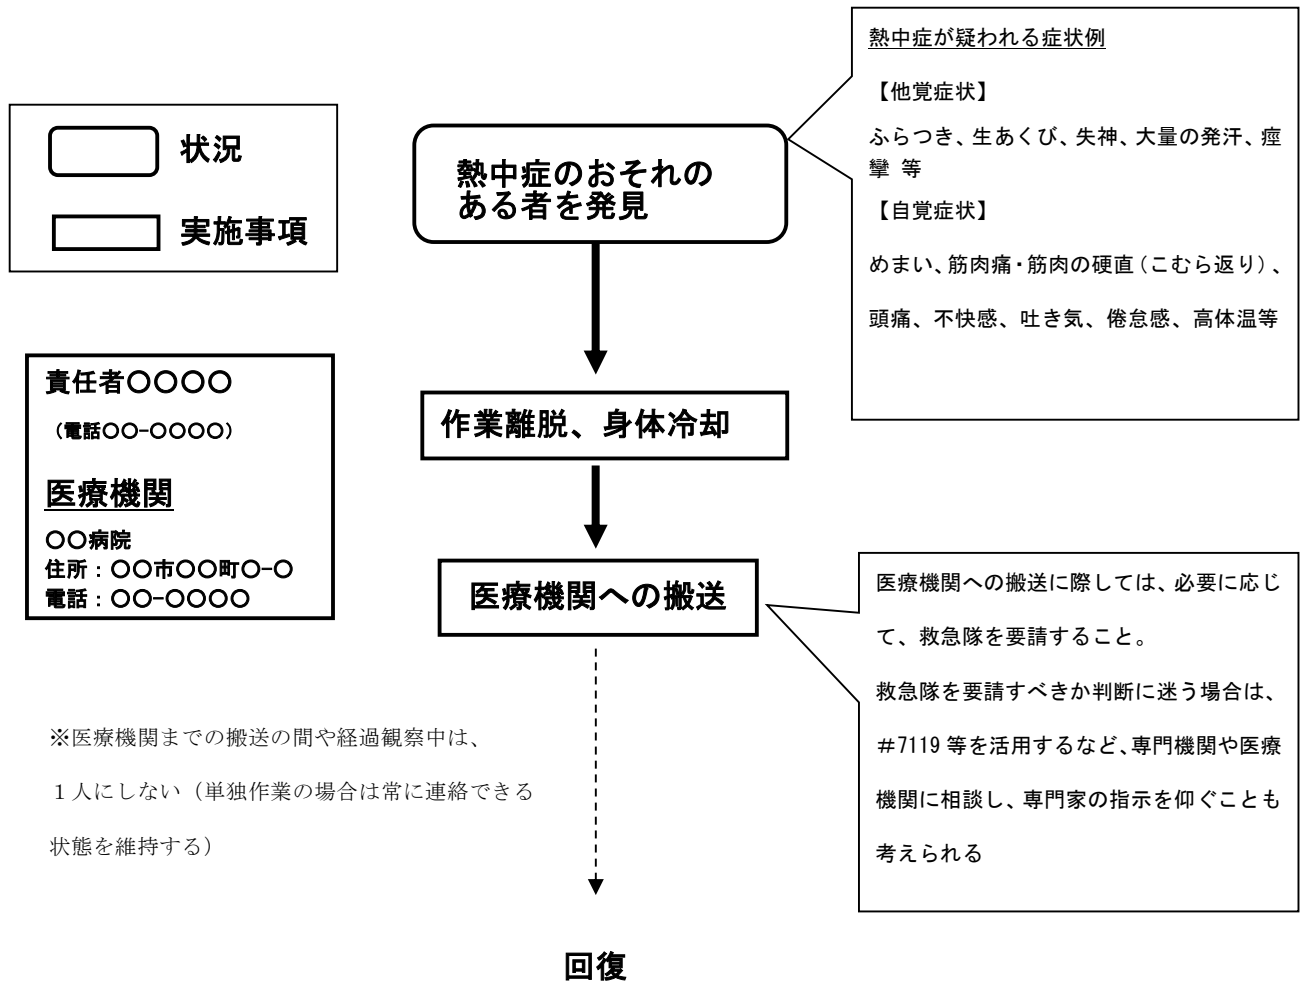 状況
実施事項
熱中症のおそれの
ある者を発見
熱中症が疑われる症状例
【他覚症状】
ふらつき、生あくび、失神、大量の発汗、痙
攣 等
【自覚症状】
めまい、筋肉痛・筋肉の硬直(こむら返り)、
頭痛、不快感、吐き気、倦怠感、高体温等
責任者〇〇〇〇
(電話〇〇-〇〇〇〇)
医療機関
〇〇病院
住所：〇〇市〇〇町〇-〇
電話：〇〇-〇〇〇〇
作業離脱、身体冷却
医療機関への搬送
医療機関への搬送に際しては、必要に応じ
て、救急隊を要請すること。
救急隊を要請すべきか判断に迷う場合は、
＃7119 等を活用するなど、専門機関や医療
機関に相談し、専門家の指示を仰ぐことも
考えられる
※医療機関までの搬送の間や経過観察中は、
１人にしない（単独作業の場合は常に連絡できる
状態を維持する）
回復